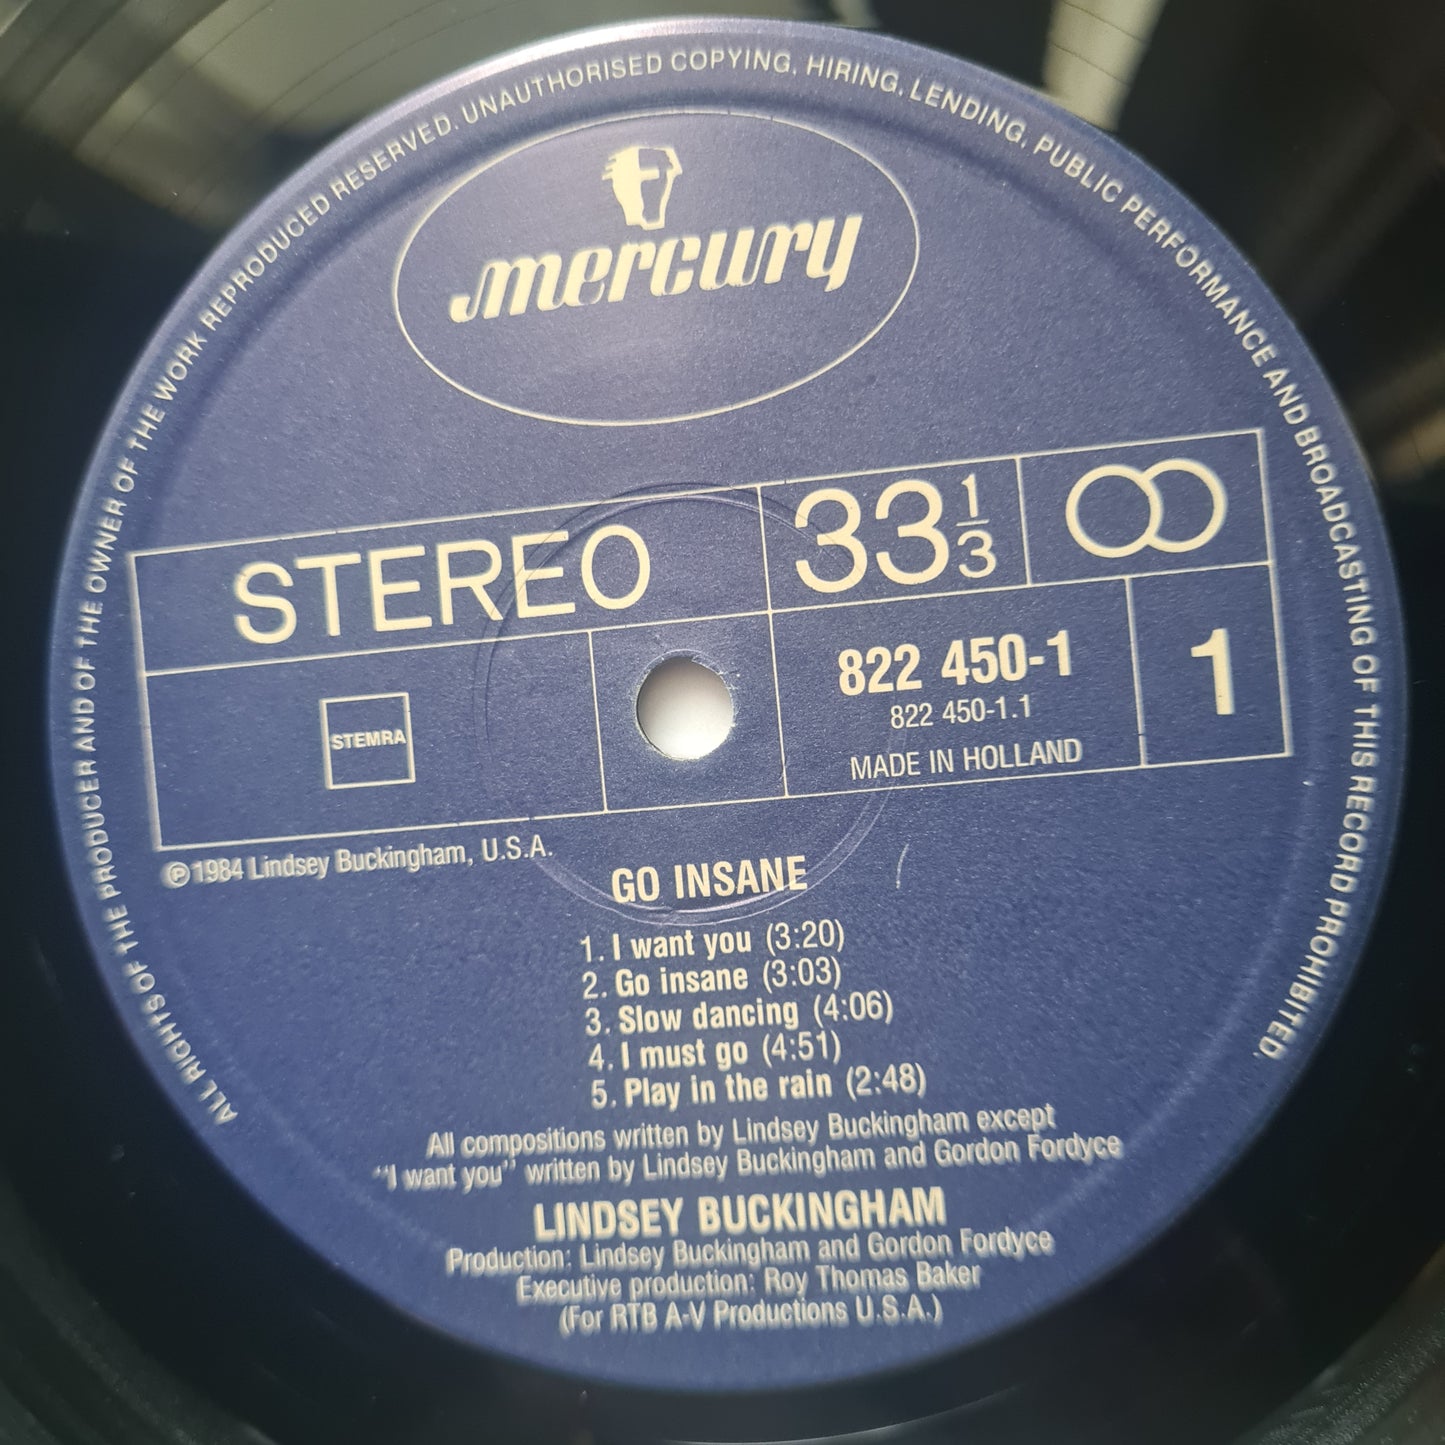 ALL RIGHTS OF THE PRODUCER AND OF THE OWNER OF THE WORK REPRODUCED RESERVED. UNAUTHORISED COPYING, HIRING, LENDING, PUBLIC PERFORMANCE AND BROADCASTING OF THIS RECORD PROHIBITED.
mercury
STEREO
33 1/3
STEMRA
822 450-1
822 450-1.1
MADE IN HOLLAND
1
℗ 1984 Lindsey Buckingham, U.S.A.
GO INSANE
1. I want you (3:20)
2. Go insane (3:03)
3. Slow dancing (4:06)
4. I must go (4:51)
5. Play in the rain (2:48)
All compositions written by Lindsey Buckingham except
"I want you" written by Lindsey Buckingham and Gordon Fordyce
LINDSEY BUCKINGHAM
Production: Lindsey Buckingham and Gordon Fordyce
Executive production: Roy Thomas Baker
(For RTB A-V Productions U.S.A.)